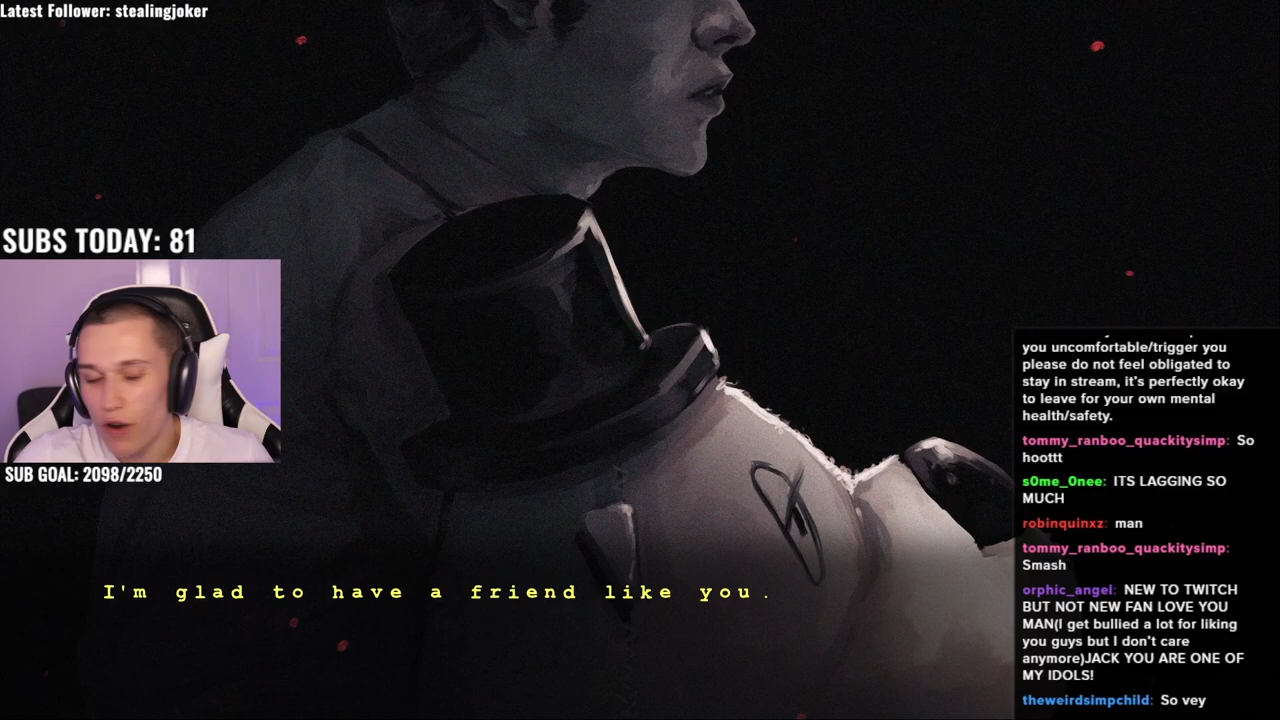 Latest Follower: stealingjoker
SUBS TODAY: 81
SUB GOAL: 2098/2250
I'm glad to have a friend like you.
you uncomfortable/trigger you
please do not feel obligated to
stay in stream, it's perfectly okay
to leave for your own mental
health/safety.
tommy_ranboo_quackitysimp: So
hoottt
s0me_0nee: ITS LAGGING SO
MUCH
robinquinxz: man
tommy_ranboo_quackitysimp:
Smash
orphic_angel: NEW TO TWITCH
BUT NOT NEW FAN LOVE YOU
MAN(I get bullied a lot for liking
you guys but I don't care
anymore)JACK YOU ARE ONE OF
MY IDOLS!
theweirdsimpchild: So vey